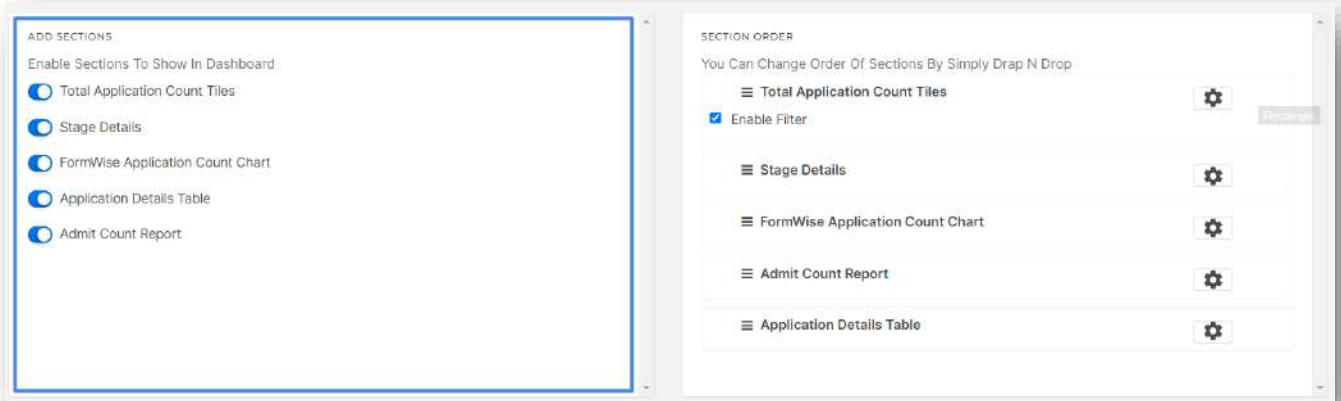 ADD SECTIONS
Enable Sections To Show In Dashboard
Total Application Count Tiles
Stage Details
FormWise Application Count Chart
Application Details Table
Admit Count Report
SECTION ORDER
You Can Change Order Of Sections By Simply Drap N Drop
Total Application Count Tiles
Enable Filter
Rectangle
Stage Details
FormWise Application Count Chart
Admit Count Report
Application Details Table